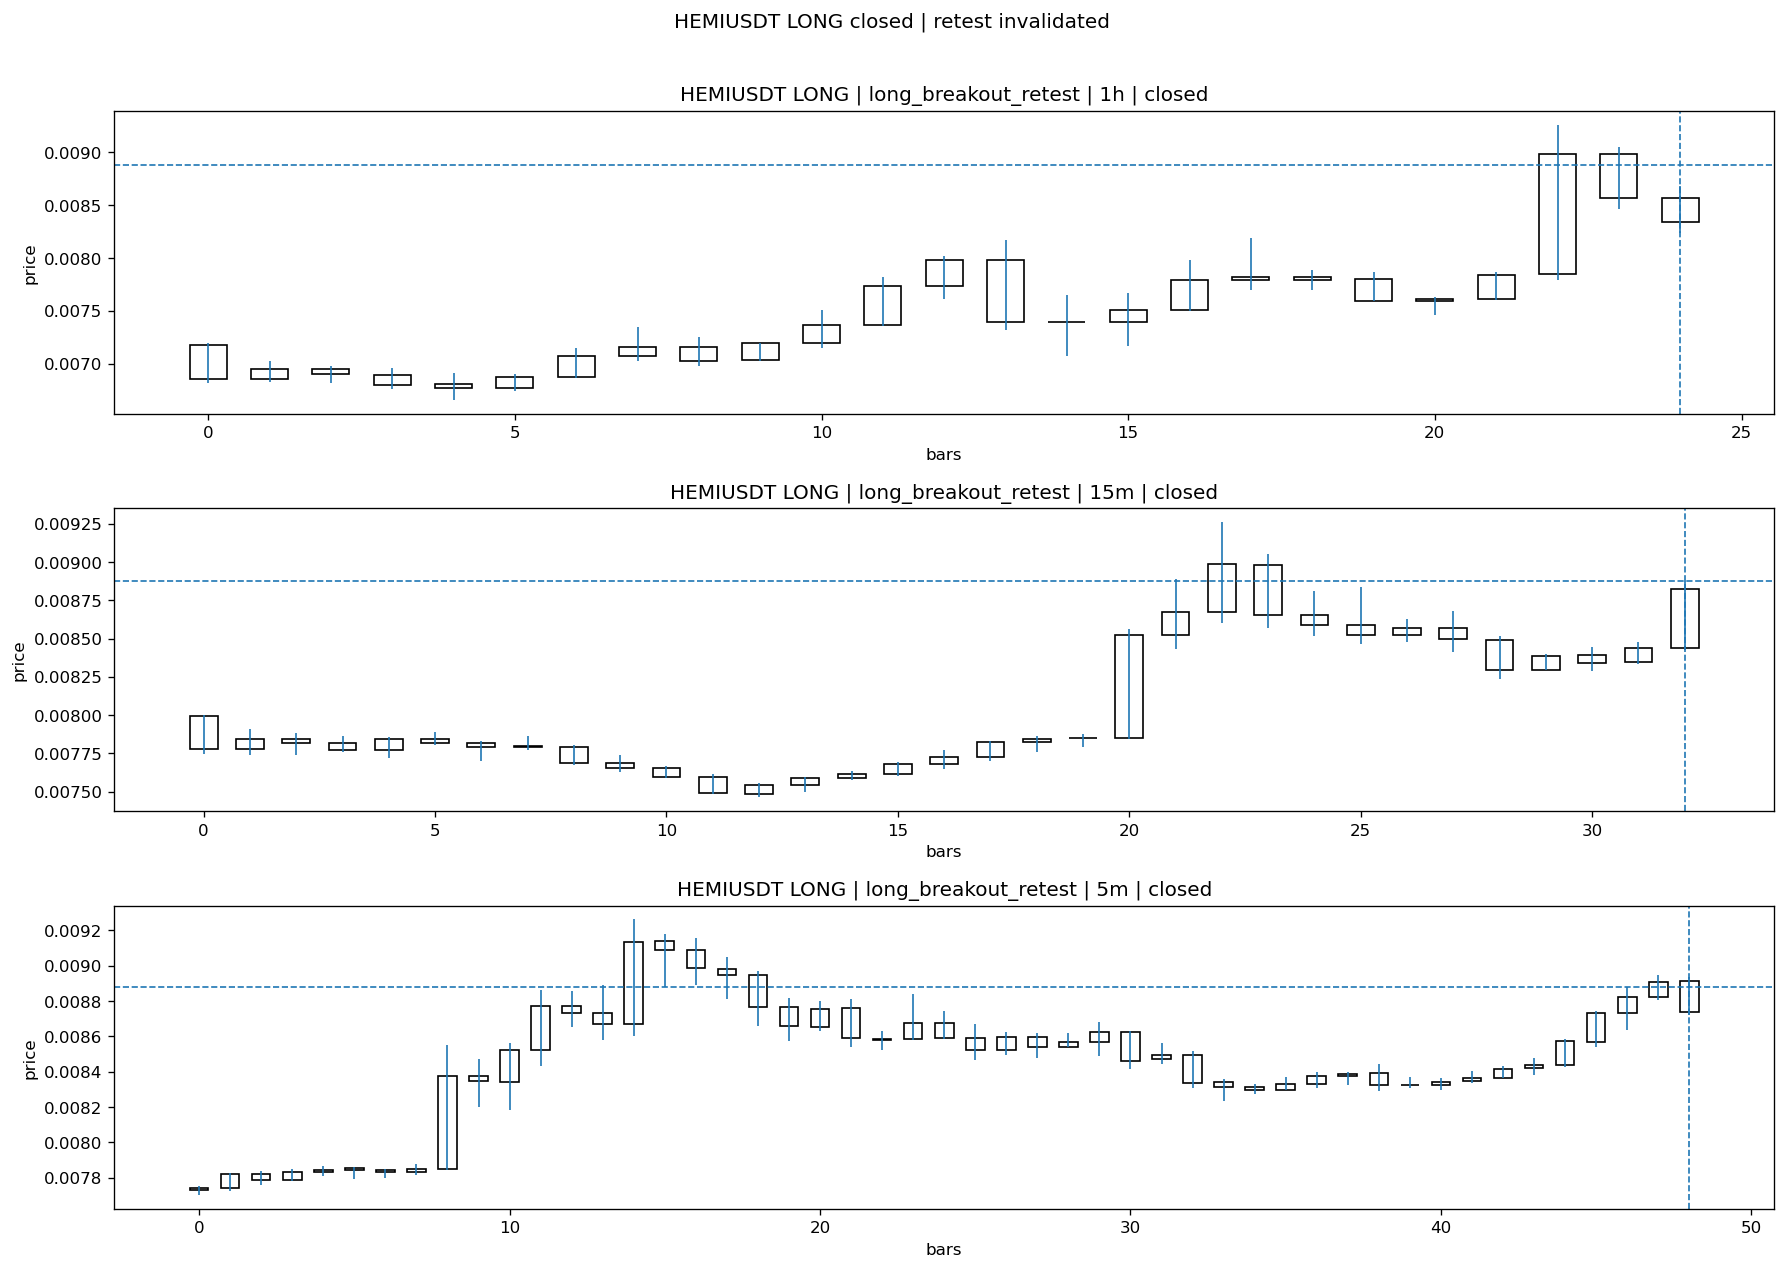 HEMIUSDT LONG closed | retest invalidated
HEMIUSDT LONG | long_breakout_retest | 1h | closed
0.0090
0.0085
0.0080
0.0075
0.0070
price
0 5 10 15 20 25
bars
HEMIUSDT LONG | long_breakout_retest | 15m | closed
0.00925
0.00900
0.00875
0.00850
0.00825
0.00800
0.00775
0.00750
price
0 5 10 15 20 25 30
bars
HEMIUSDT LONG | long_breakout_retest | 5m | closed
0.0092
0.0090
0.0088
0.0086
0.0084
0.0082
0.0080
0.0078
price
0 10 20 30 40 50
bars